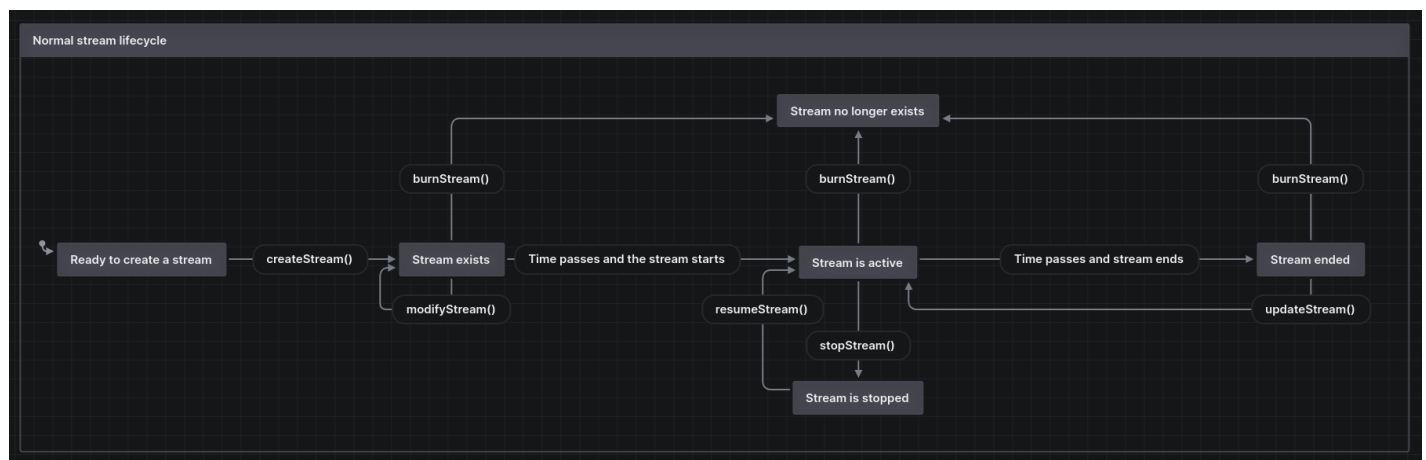 Normal stream lifecycle
Stream no longer exists
burnStream()
burnStream()
burnStream()
Ready to create a stream
createStream()
Stream exists
Time passes and the stream starts
Stream is active
Time passes and stream ends
Stream ended
modifyStream()
resumeStream()
updateStream()
stopStream()
Stream is stopped